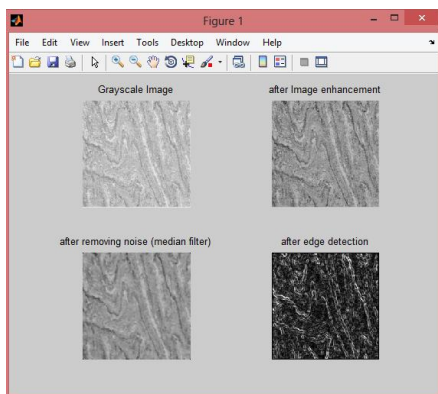 Figure 1
File Edit View Insert Tools Desktop Window Help
Grayscale Image
after Image enhancement
after removing noise (median filter)
after edge detection